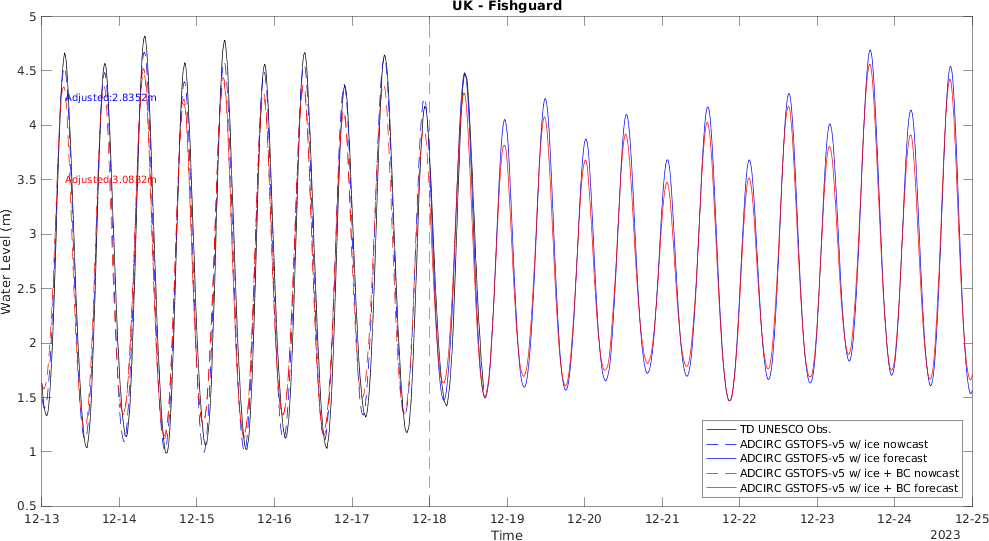 UK - Fishguard
Water Level (m)
5
4.5
4
3.5
3
2.5
2
1.5
1
0.5
Adjusted:2.8352m
Adjusted:3.0832m
TD UNESCO Obs.
ADCIRC GSTOFS-v5 w/ ice nowcast
ADCIRC GSTOFS-v5 w/ ice forecast
ADCIRC GSTOFS-v5 w/ ice + BC nowcast
ADCIRC GSTOFS-v5 w/ ice + BC forecast
12-13 12-14 12-15 12-16 12-17 12-18 12-19 12-20 12-21 12-22 12-23 12-24 12-25
Time
2023